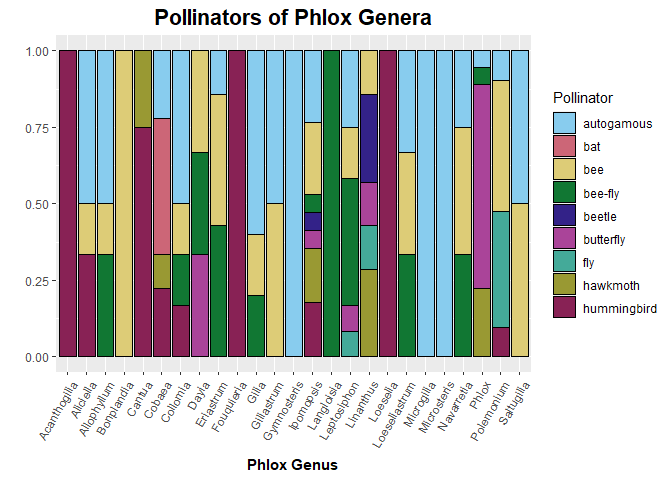 Pollinators of Phlox Genera
1.00
0.75
0.50
0.25
0.00
Acanthogilia
Aliciella
Allophyllum
Bonplandia
Cantua
Cobaea
Collomia
Dayia
Eriastrum
Fouquieria
Gilia
Giliastrum
Gymnosteris
Ipomopsis
Langloisia
Leptosiphon
Linanthus
Loeselia
Loeseliastrum
Microgilia
Microsteris
Navarretia
Phlox
Polemonium
Saltugilia
Phlox Genus
Pollinator
autogamous
bat
bee
bee-fly
beetle
butterfly
fly
hawkmoth
hummingbird